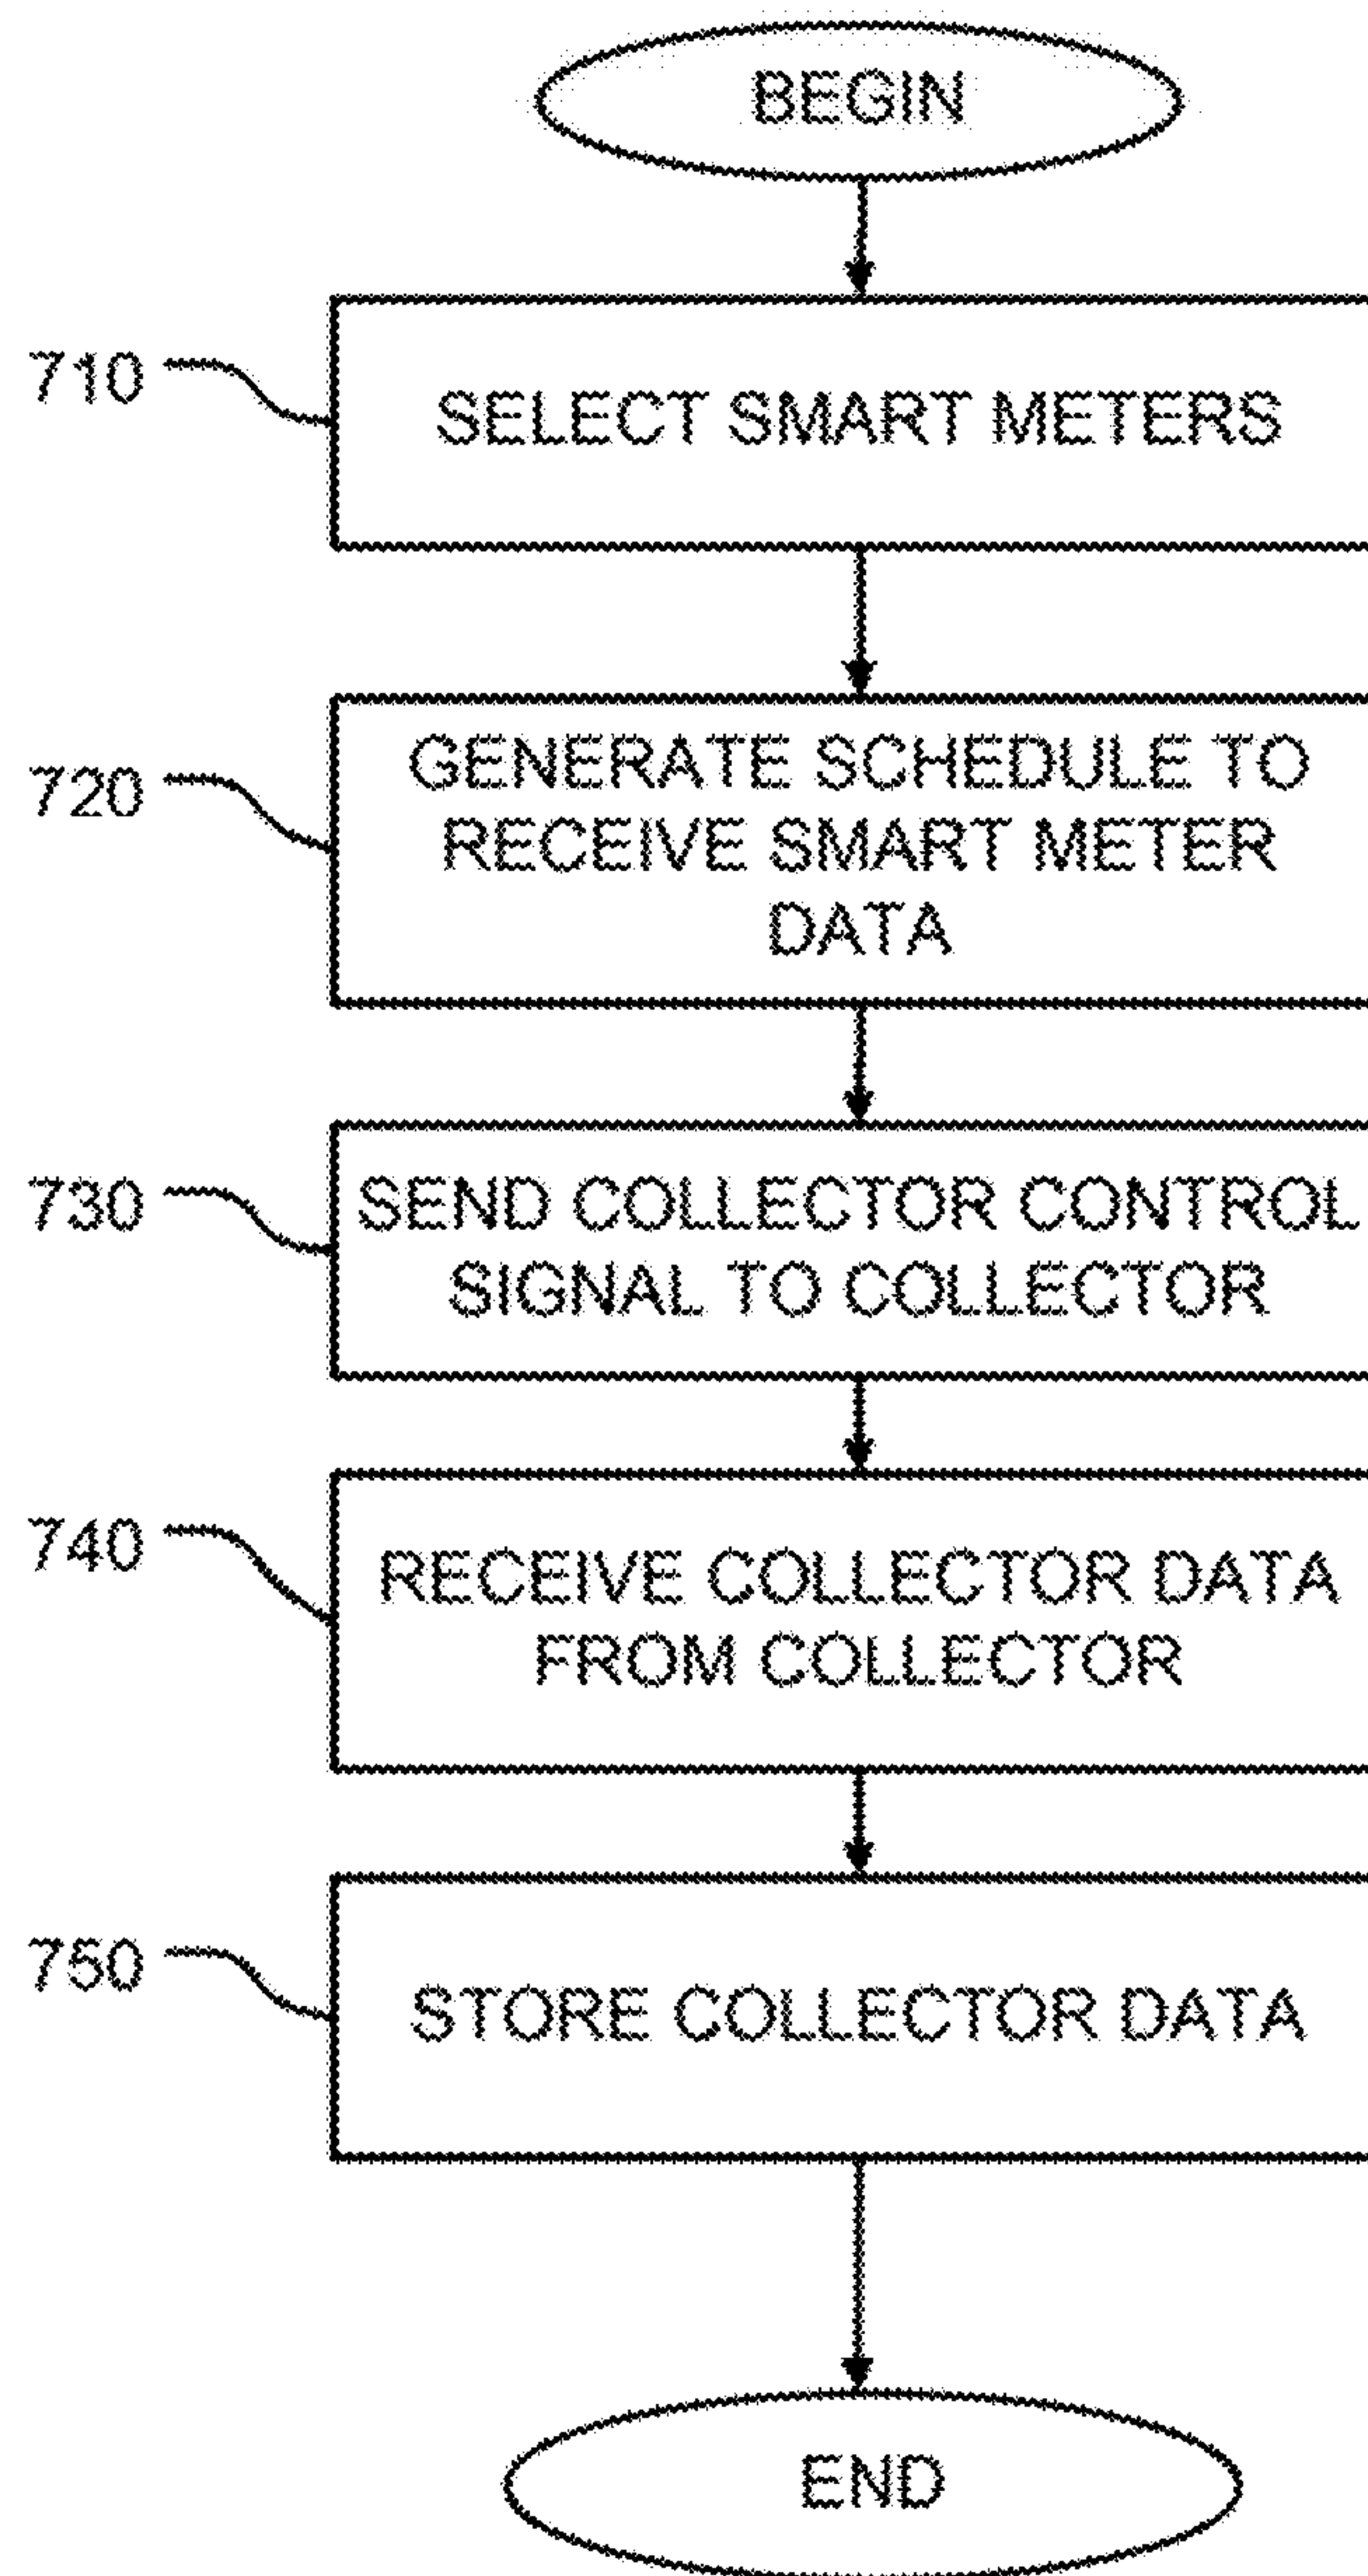 BEGIN
710
SELECT SMART METERS
720
GENERATE SCHEDULE TO
RECEIVE SMART METER
DATA
730
SEND COLLECTOR CONTROL
SIGNAL TO COLLECTOR
740
RECEIVE COLLECTOR DATA
FROM COLLECTOR
750
STORE COLLECTOR DATA
END